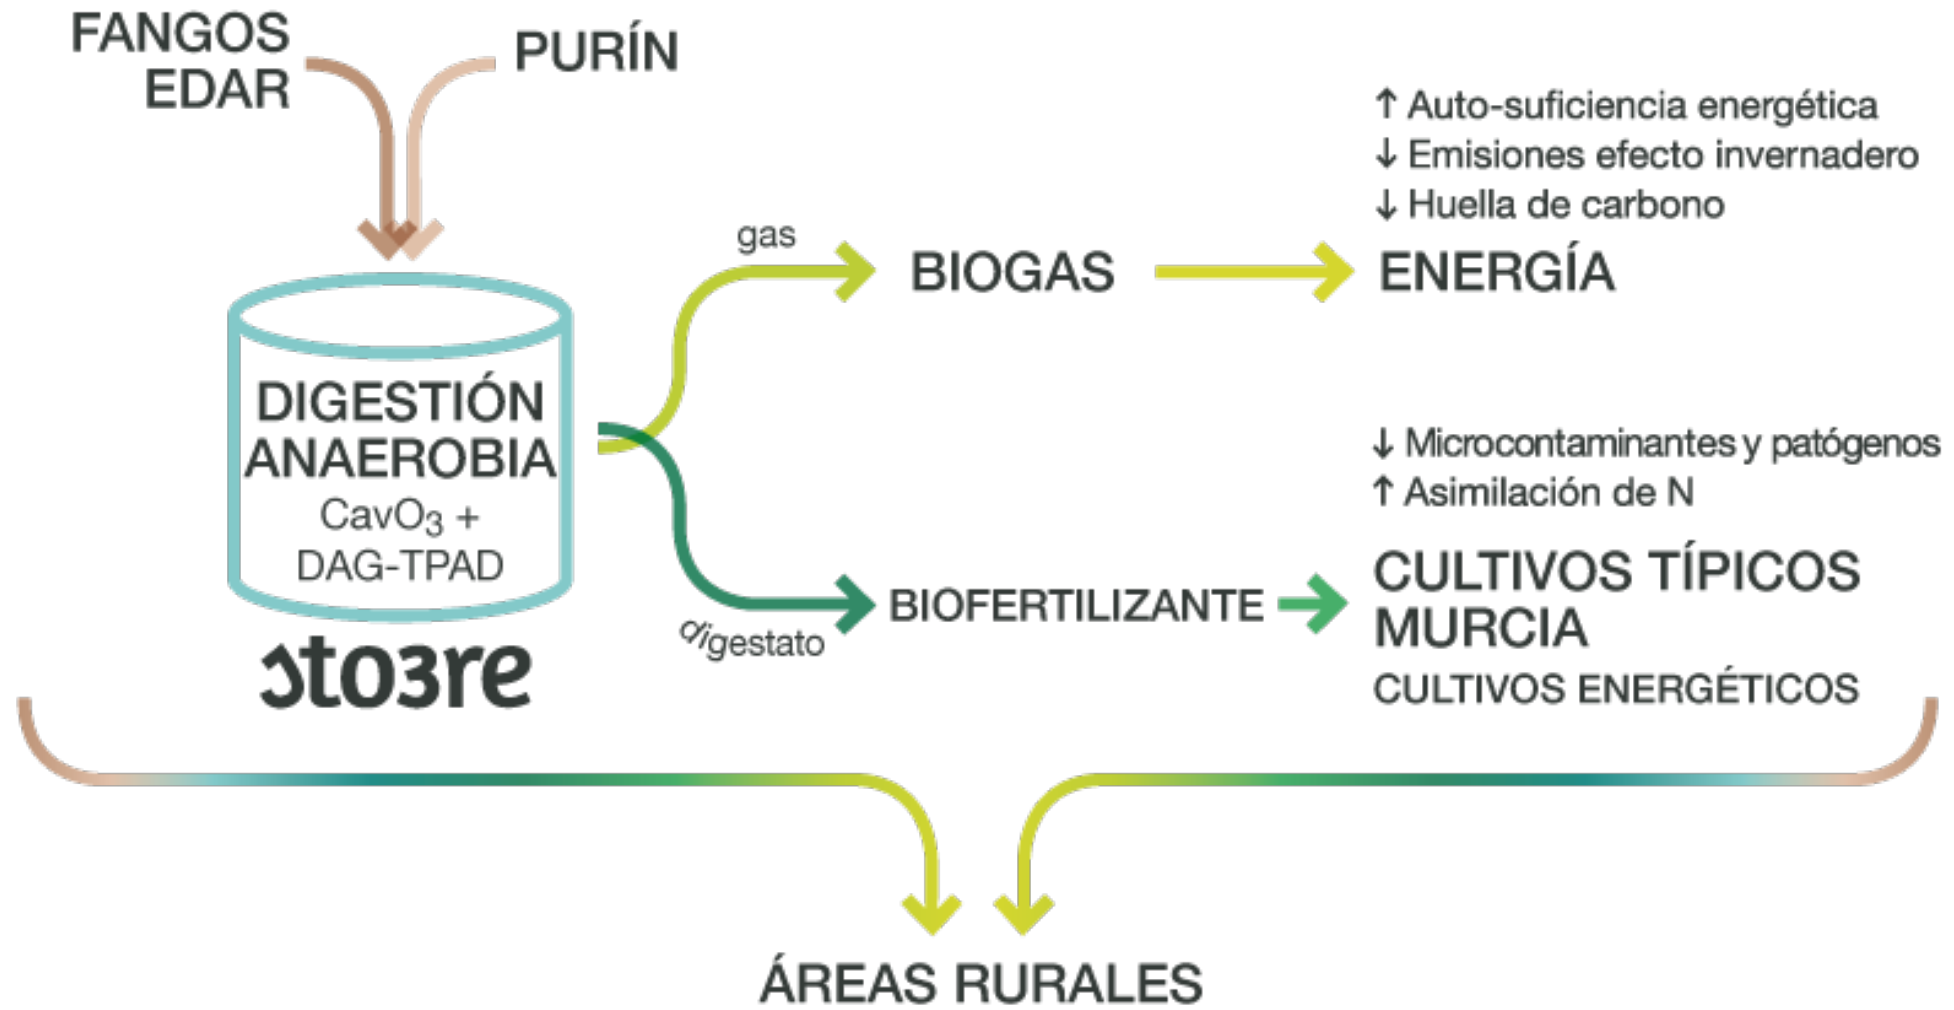 FANGOS
EDAR
PURÍN
DIGESTIÓN
ANAEROBIA
CavO₃ +
DAG-TPAD
sto3re
gas
BIOGAS
↑ Auto-suficiencia energética
↓ Emisiones efecto invernadero
↓ Huella de carbono
ENERGÍA
digestato
BIOFERTILIZANTE
↓ Microcontaminantes y patógenos
↑ Asimilación de N
CULTIVOS TÍPICOS
MURCIA
CULTIVOS ENERGÉTICOS
ÁREAS RURALES